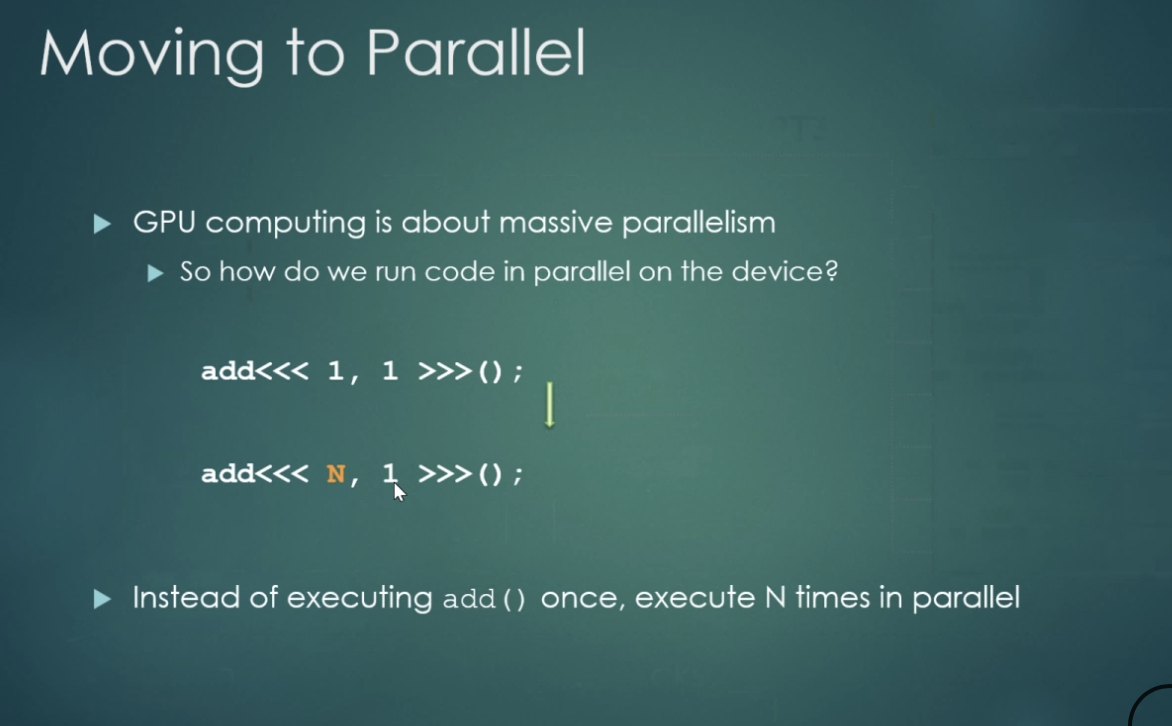 Moving to Parallel
GPU computing is about massive parallelism
So how do we run code in parallel on the device?
add<<< 1, 1 >>>();
add<<< N, 1 >>>();
Instead of executing add() once, execute N times in parallel